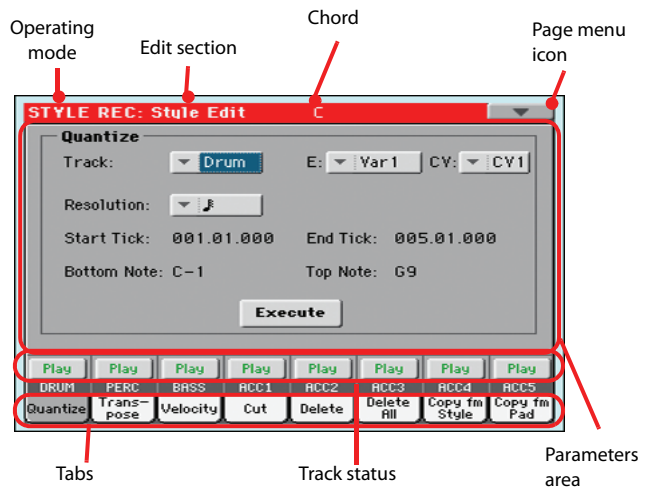 Operating mode
Edit section
Chord
Page menu icon
STYLE REC: Style Edit C
Quantize
Track: Drum E: Var1 CV: CV1
Resolution:
Start Tick: 001.01.000 End Tick: 005.01.000
Bottom Note: C-1 Top Note: G9
Execute
Play Play Play Play Play Play Play Play
DRUM PERC BASS ACC1 ACC2 ACC3 ACC4 ACC5
Quantize Trans-pose Velocity Cut Delete Delete All Copy fm Style Copy fm Pad
Tabs
Track status
Parameters area